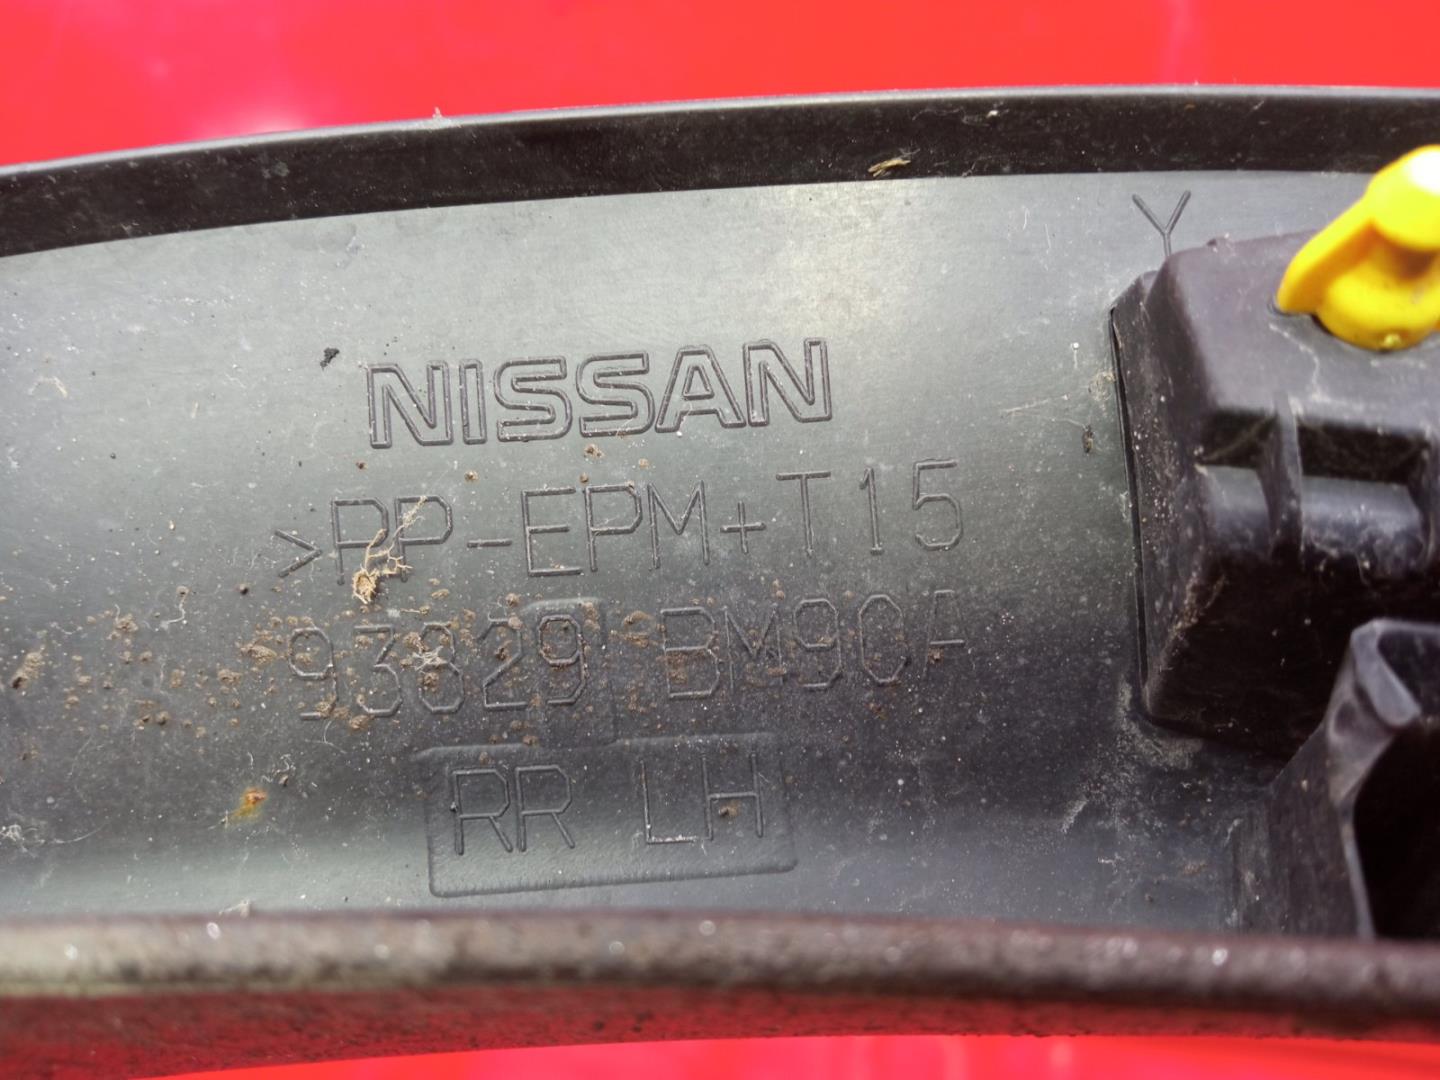 Y
NISSAN
>PP-EPM+T15
93829 BM90A
RR LH